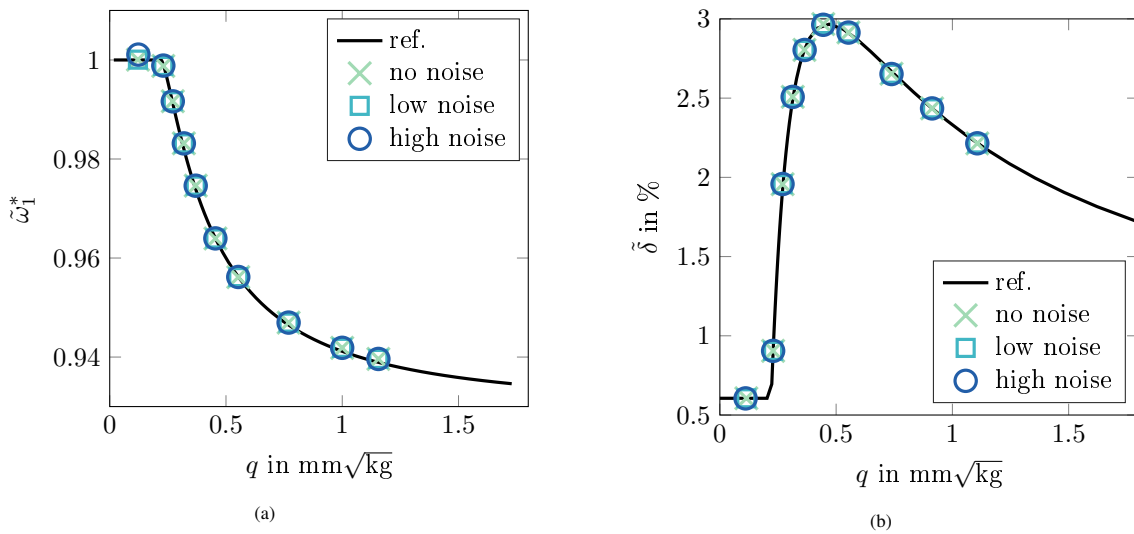 1
0.98
0.96
0.94
0
0.5
1
1.5
ω̃₁*
q in mm√kg
ref.
no noise
low noise
high noise
(a)
3
2.5
2
1.5
1
0.5
0
0.5
1
1.5
δ̃ in %
q in mm√kg
ref.
no noise
low noise
high noise
(b)